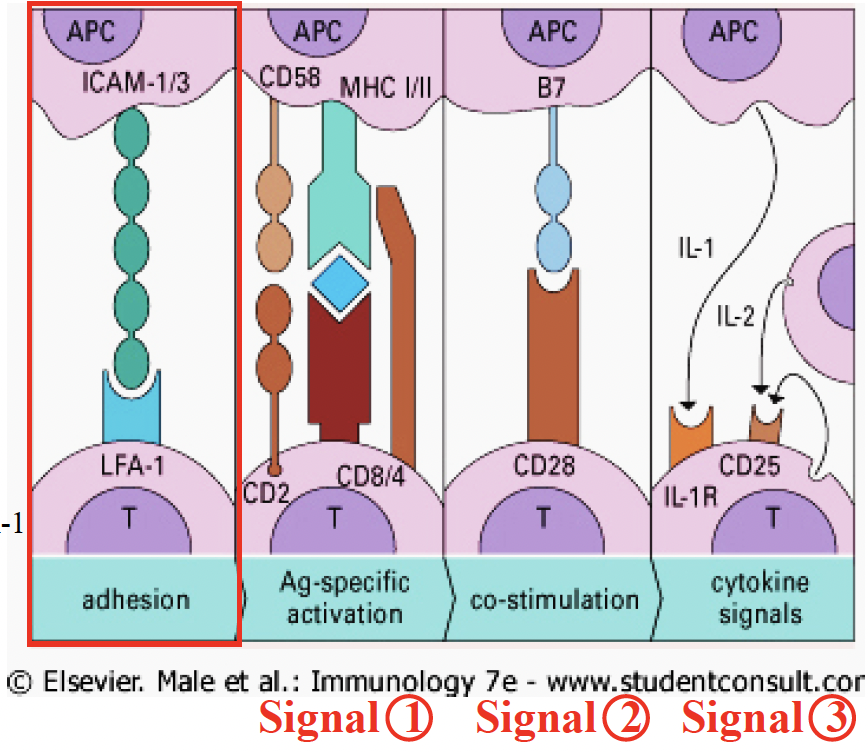 APC
ICAM-1/3
LFA-1
T
adhesion
APC
CD58
MHC I/II
CD2
CD8/4
T
Ag-specific
activation
APC
B7
CD28
T
co-stimulation
APC
IL-1
IL-2
IL-1R
CD25
T
cytokine
signals
-1
© Elsevier. Male et al.: Immunology 7e - www.studentconsult.cor
Signal① Signal② Signal③